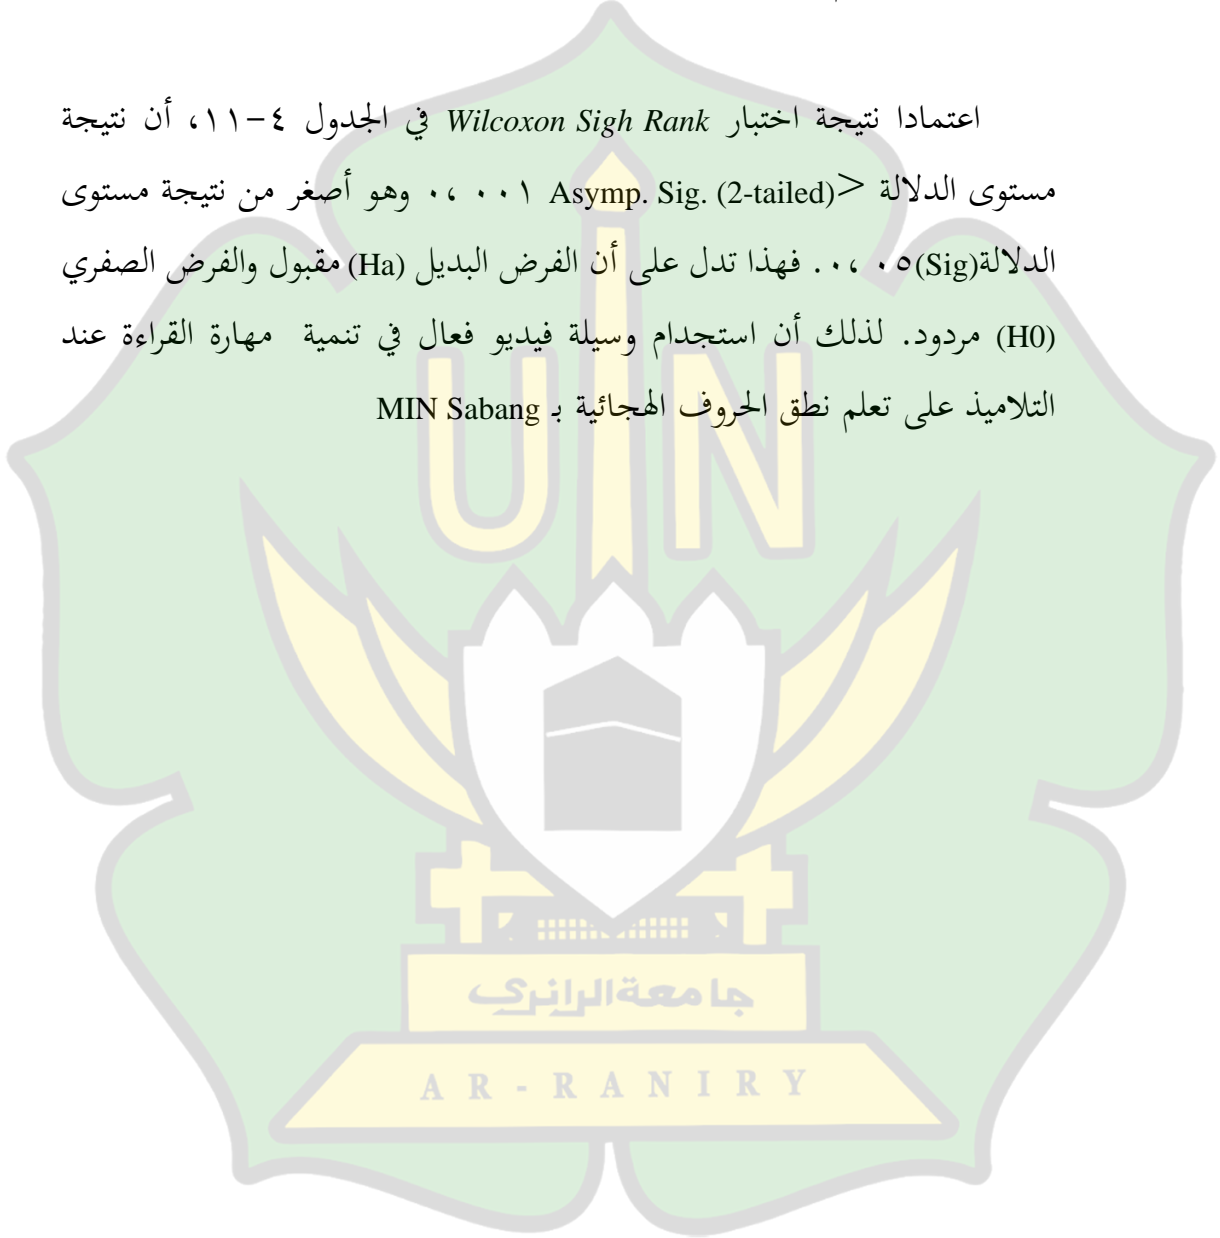 اعتمادا نتيجة اختبار Wilcoxon Sigh Rank في الجدول ٤-١١، أن نتيجة
مستوى الدلالة <Asymp. Sig. (2-tailed)> ٠،٠٠١ وهو أصغر من نتيجة مستوى
الدلالة(Sig)٠،٠٥. فهذا تدل على أن الفرض البديل (Ha) مقبول والفرض الصفري
(H0) مردود. لذلك أن استجدام وسيلة فيديو فعال في تنمية مهارة القراءة عند
التلاميذ على تعلم نطق الحروف الهجائية بـ MIN Sabang
UIN
جامعة الرانري
AR-RANIRY